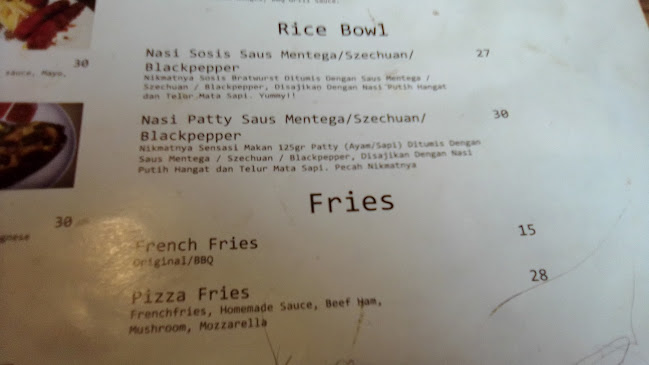 Rice Bowl
30
sauce, Mayo,
Nasi Sosis Saus Mentega/Szechuan/ 27
Blackpepper
Nikmatnya Sosis Bratwurst Ditumis Dengan Saus Mentega /
Szechuan / Blackpepper, Disajikan Dengan Nasi Putih Hangat
dan Telur Mata Sapi. Yummy!!
Nasi Patty Saus Mentega/Szechuan/ 30
Blackpepper
Nikmatnya Sensasi Makan 125gr Patty (Ayam/Sapi) Ditumis Dengan
Saus Mentega / Szechuan / Blackpepper, Disajikan Dengan Nasi
Putih Hangat dan Telur Mata Sapi. Pecah Nikmatnya
30
gnese
Fries
French Fries 15
Original/BBQ
Pizza Fries 28
Frenchfries, Homemade Sauce, Beef Ham,
Mushroom, Mozzarella